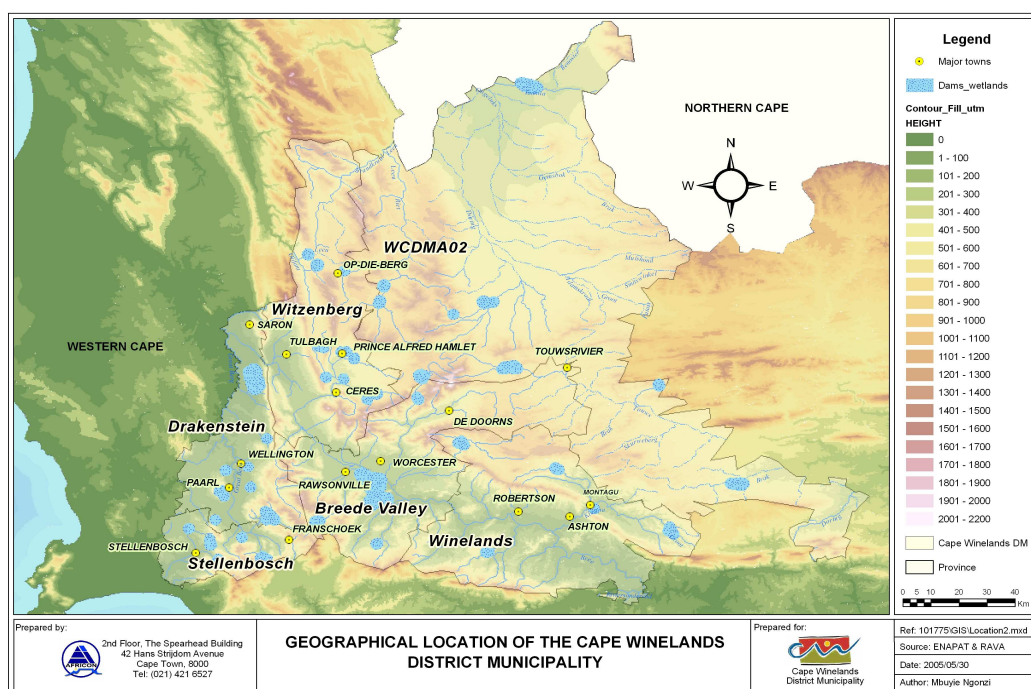 NORTHERN CAPE
N
W
E
S
WCDMA02
OP-DIE-BERG
Witzenberg
SARON
TULBAGH
PRINCE ALFRED HAMLET
WESTERN CAPE
TOUWSRIVIER
CERES
DE DOORNS
Drakenstein
WELLINGTON
WORCESTER
PAARL
RAWSONVILLE
ROBERTSON
MONTAGU
Breede Valley
ASHTON
FRANSCHOEK
Winelands
STELLENBOSCH
Stellenbosch
Legend
Major towns
Dams_wetlands
Contour_Fill_utm
HEIGHT
0
1 - 100
101 - 200
201 - 300
301 - 400
401 - 500
501 - 600
601 - 700
701 - 800
801 - 900
901 - 1000
1001 - 1100
1101 - 1200
1201 - 1300
1301 - 1400
1401 - 1500
1501 - 1600
1601 - 1700
1701 - 1800
1801 - 1900
1901 - 2000
2001 - 2200
Cape Winelands DM
Province
0 5 10 20 30 40
Km
Prepared by:
AFRICON
2nd Floor, The Spearhead Building
42 Hans Strijdom Avenue
Cape Town, 8000
Tel: (021) 421 6527
GEOGRAPHICAL LOCATION OF THE CAPE WINELANDS
DISTRICT MUNICIPALITY
Prepared for:
Cape Winelands
District Municipality
Ref: 101775\GIS\Location2.mxd
Source: ENAPAT & RAVA
Date: 2005/05/30
Author: Mbuyie Ngonzi